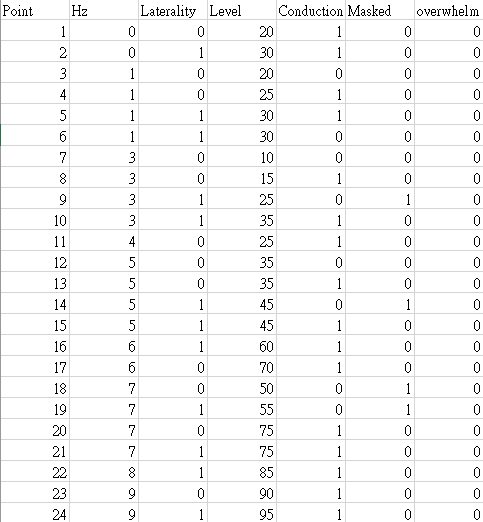 Point Hz Laterality Level Conduction Masked overwhelm
1 0 0 20 1 0 0
2 0 1 30 1 0 0
3 1 0 20 0 0 0
4 1 0 25 1 0 0
5 1 1 30 1 0 0
6 1 1 30 0 0 0
7 3 0 10 0 0 0
8 3 0 15 1 0 0
9 3 1 25 0 1 0
10 3 1 35 1 0 0
11 4 0 25 1 0 0
12 5 0 35 0 0 0
13 5 0 35 1 0 0
14 5 1 45 0 1 0
15 5 1 45 1 0 0
16 6 1 60 1 0 0
17 6 0 70 1 0 0
18 7 0 50 0 1 0
19 7 1 55 0 1 0
20 7 0 75 1 0 0
21 7 1 75 1 0 0
22 8 1 85 1 0 0
23 9 0 90 1 0 0
24 9 1 95 1 0 0